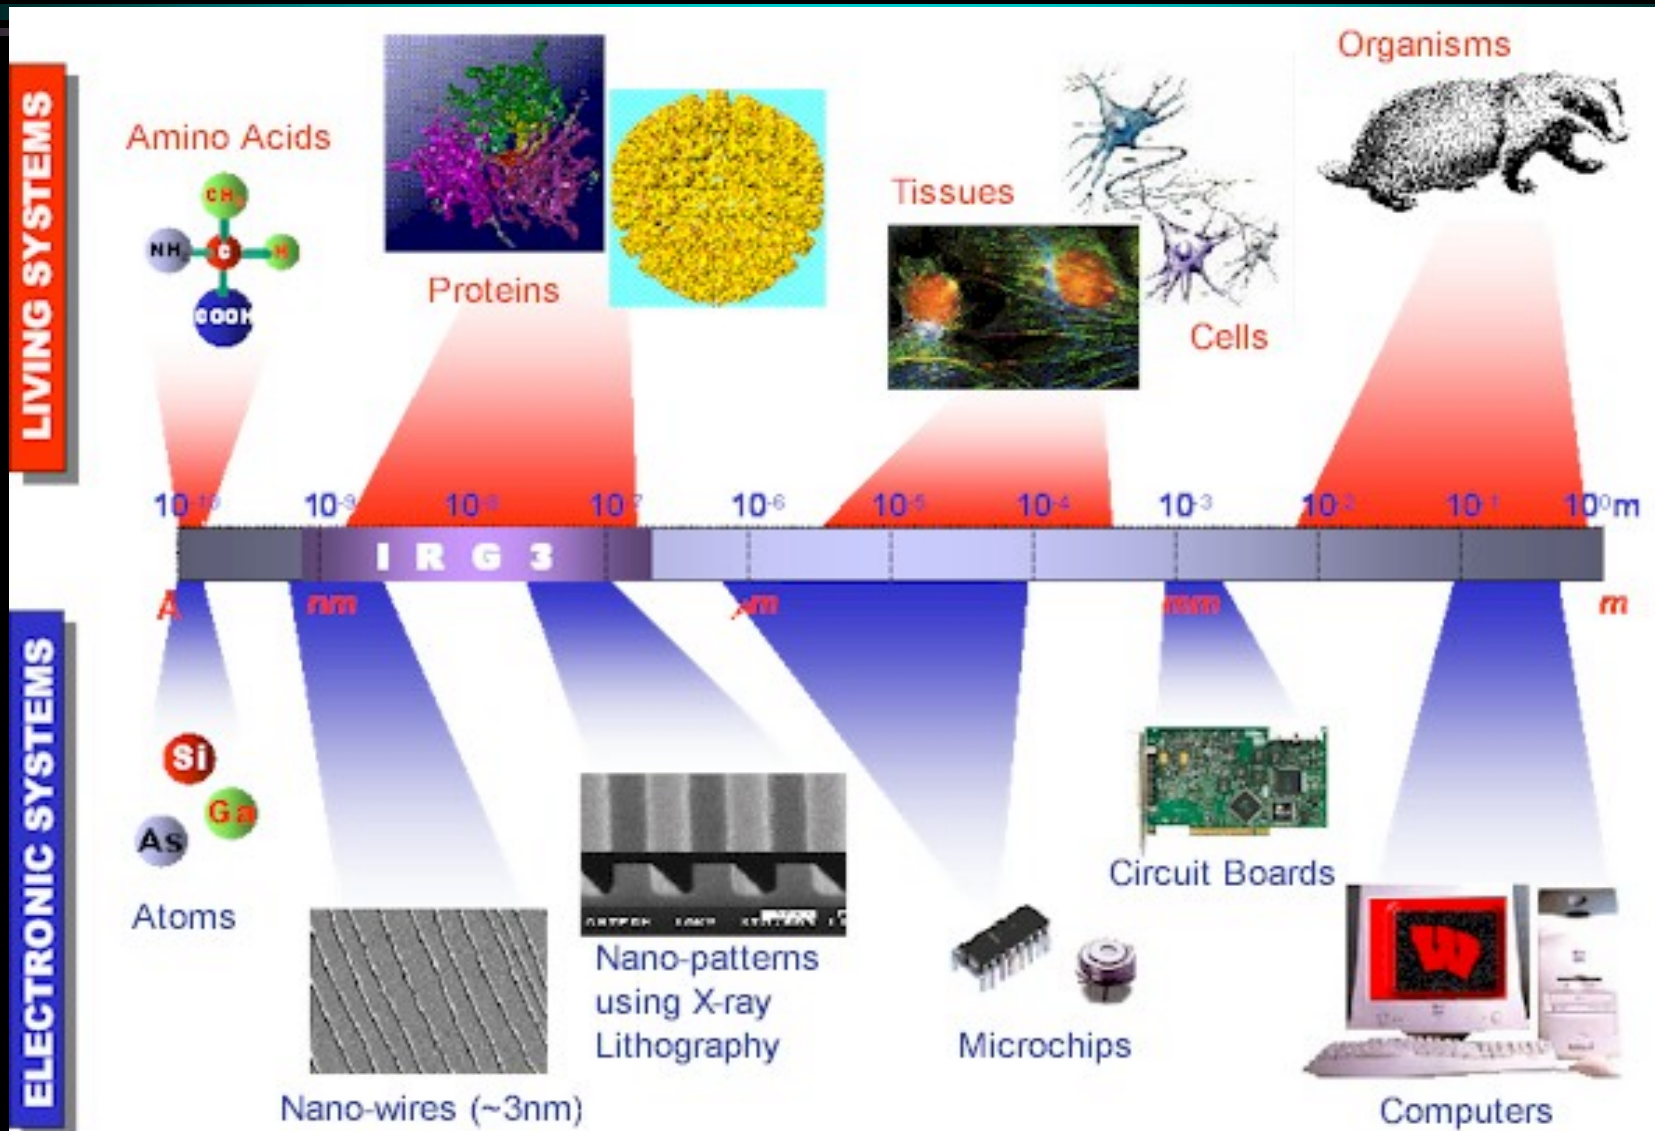 LIVING SYSTEMS
Amino Acids
CH3
NH2
C
H
COOH
Proteins
Tissues
Cells
Organisms
10-10
10-9
10-8
10-7
10-6
10-5
10-4
10-3
10-2
10-1
100m
I R G 3
A
nm
μm
mm
m
ELECTRONIC SYSTEMS
Si
Ga
As
Atoms
Nano-wires (~3nm)
Nano-patterns
using X-ray
Lithography
Microchips
Circuit Boards
W
Computers